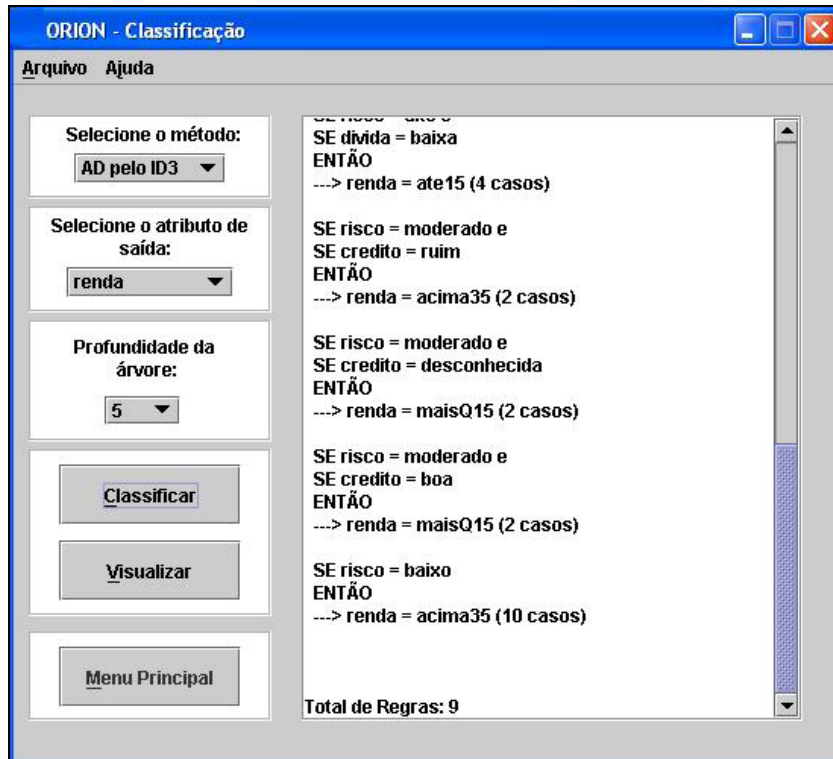 ORION - Classificação
Arquivo Ajuda
Selecione o método:
AD pelo ID3
Selecione o atributo de
saída:
renda
Profundidade da
árvore:
5
Classificar
Visualizar
Menu Principal
SE divida = baixa
ENTÃO
---> renda = ate15 (4 casos)
SE risco = moderado e
SE credito = ruim
ENTÃO
---> renda = acima35 (2 casos)
SE risco = moderado e
SE credito = desconhecida
ENTÃO
---> renda = maisQ15 (2 casos)
SE risco = moderado e
SE credito = boa
ENTÃO
---> renda = maisQ15 (2 casos)
SE risco = baixo
ENTÃO
---> renda = acima35 (10 casos)
Total de Regras: 9